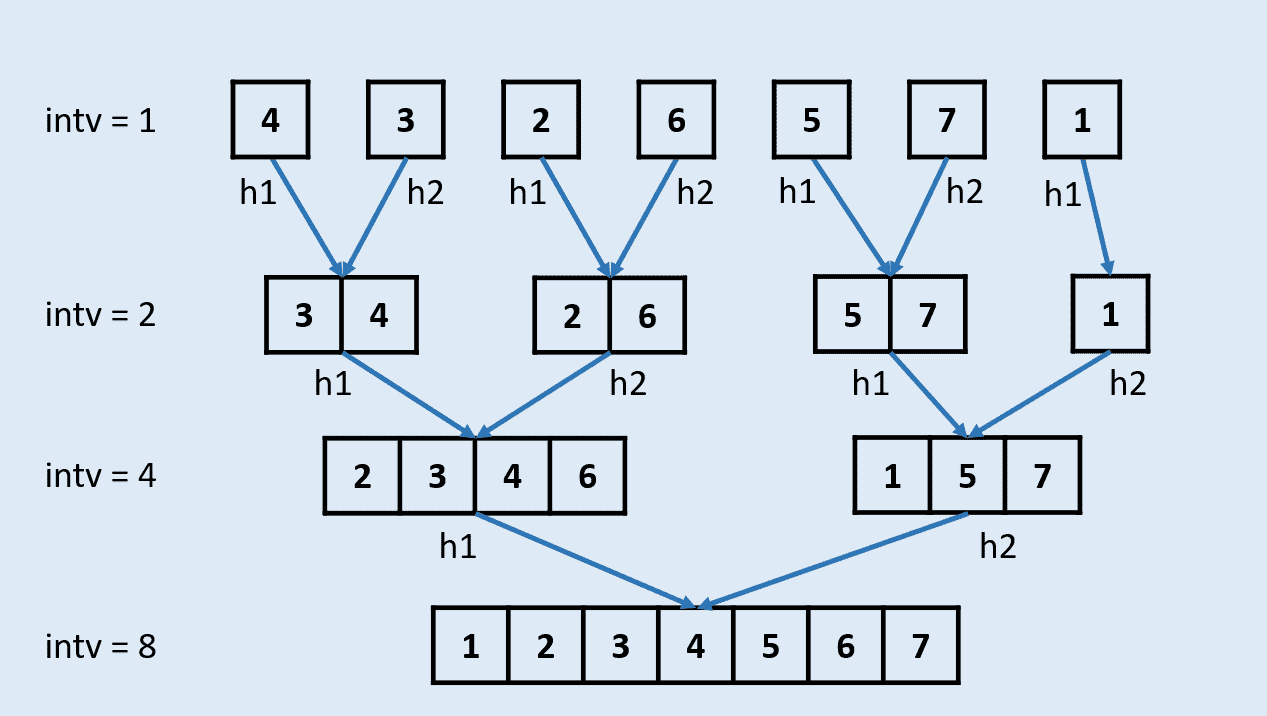 intv = 1 4 3 2 6 5 7 1
h1 h2 h1 h2 h1 h2 h1
intv = 2 3 4 2 6 5 7 1
h1 h2 h1 h2
intv = 4 2 3 4 6 1 5 7
h1 h2
intv = 8 1 2 3 4 5 6 7